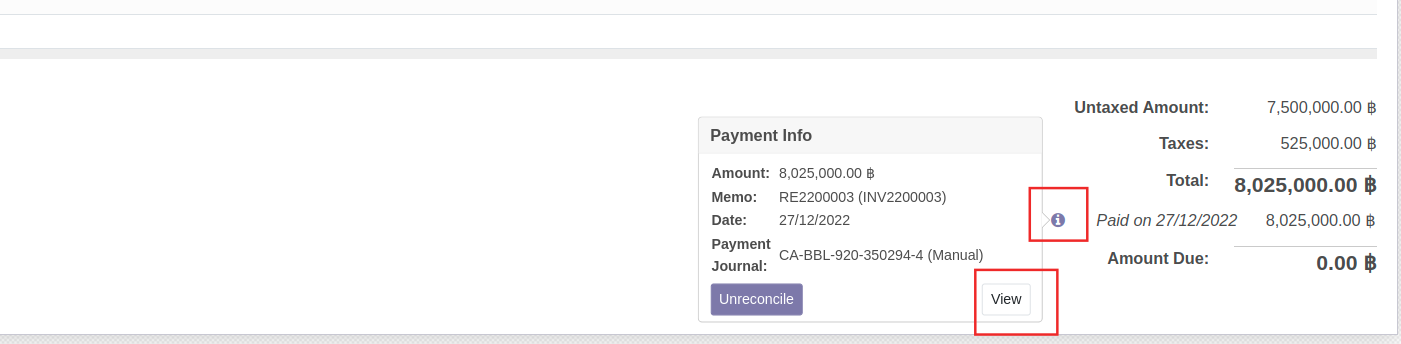 Untaxed Amount: 7,500,000.00 ฿
Payment Info
Taxes: 525,000.00 ฿
Amount: 8,025,000.00 ฿
Total: 8,025,000.00 ฿
Memo: RE2200003 (INV2200003)
Date: 27/12/2022
Paid on 27/12/2022 8,025,000.00 ฿
Payment Journal: CA-BBL-920-350294-4 (Manual)
Amount Due: 0.00 ฿
Unreconcile View